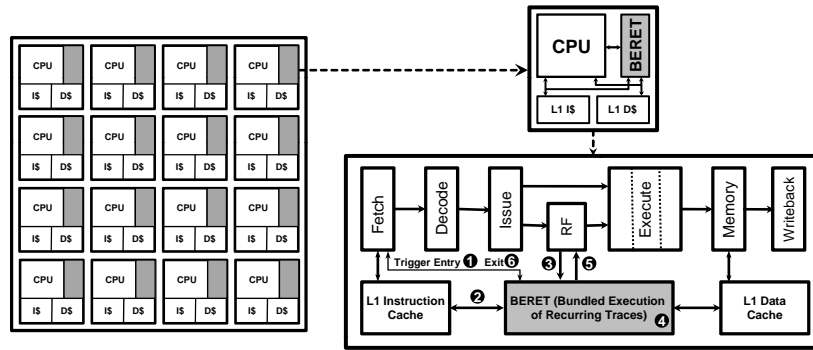 CPU
CPU
CPU
CPU
I$ D$ I$ D$ I$ D$ I$ D$
CPU
CPU
CPU
CPU
I$ D$ I$ D$ I$ D$ I$ D$
CPU
CPU
CPU
CPU
I$ D$ I$ D$ I$ D$ I$ D$
CPU
CPU
CPU
CPU
I$ D$ I$ D$ I$ D$ I$ D$
CPU
BERET
L1 I$
L1 D$
Fetch
Decode
Issue
RF
Execute
Memory
Writeback
Trigger Entry ❶ Exit ❻
❸
❺
L1 Instruction
Cache
❷
BERET (Bundled Execution
of Recurring Traces)
❹
L1 Data
Cache